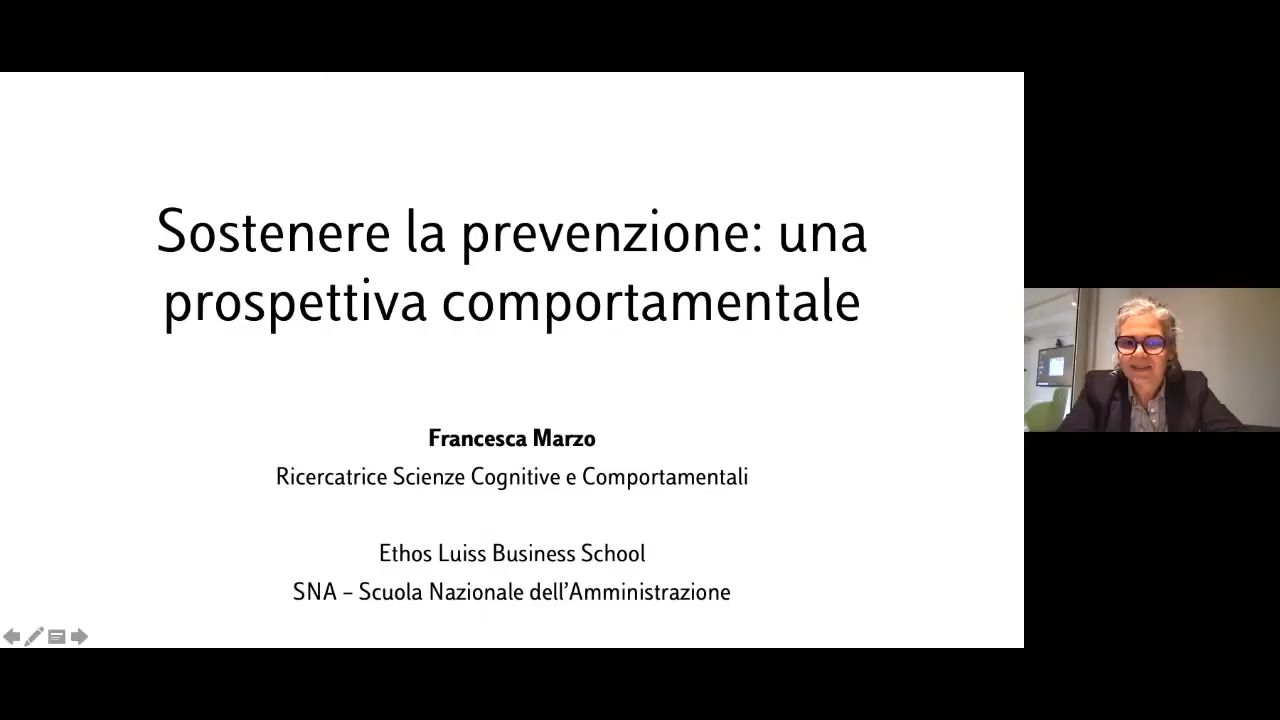 Sostenere la prevenzione: una
prospettiva comportamentale
Francesca Marzo
Ricercatrice Scienze Cognitive e Comportamentali
Ethos Luiss Business School
SNA – Scuola Nazionale dell’Amministrazione